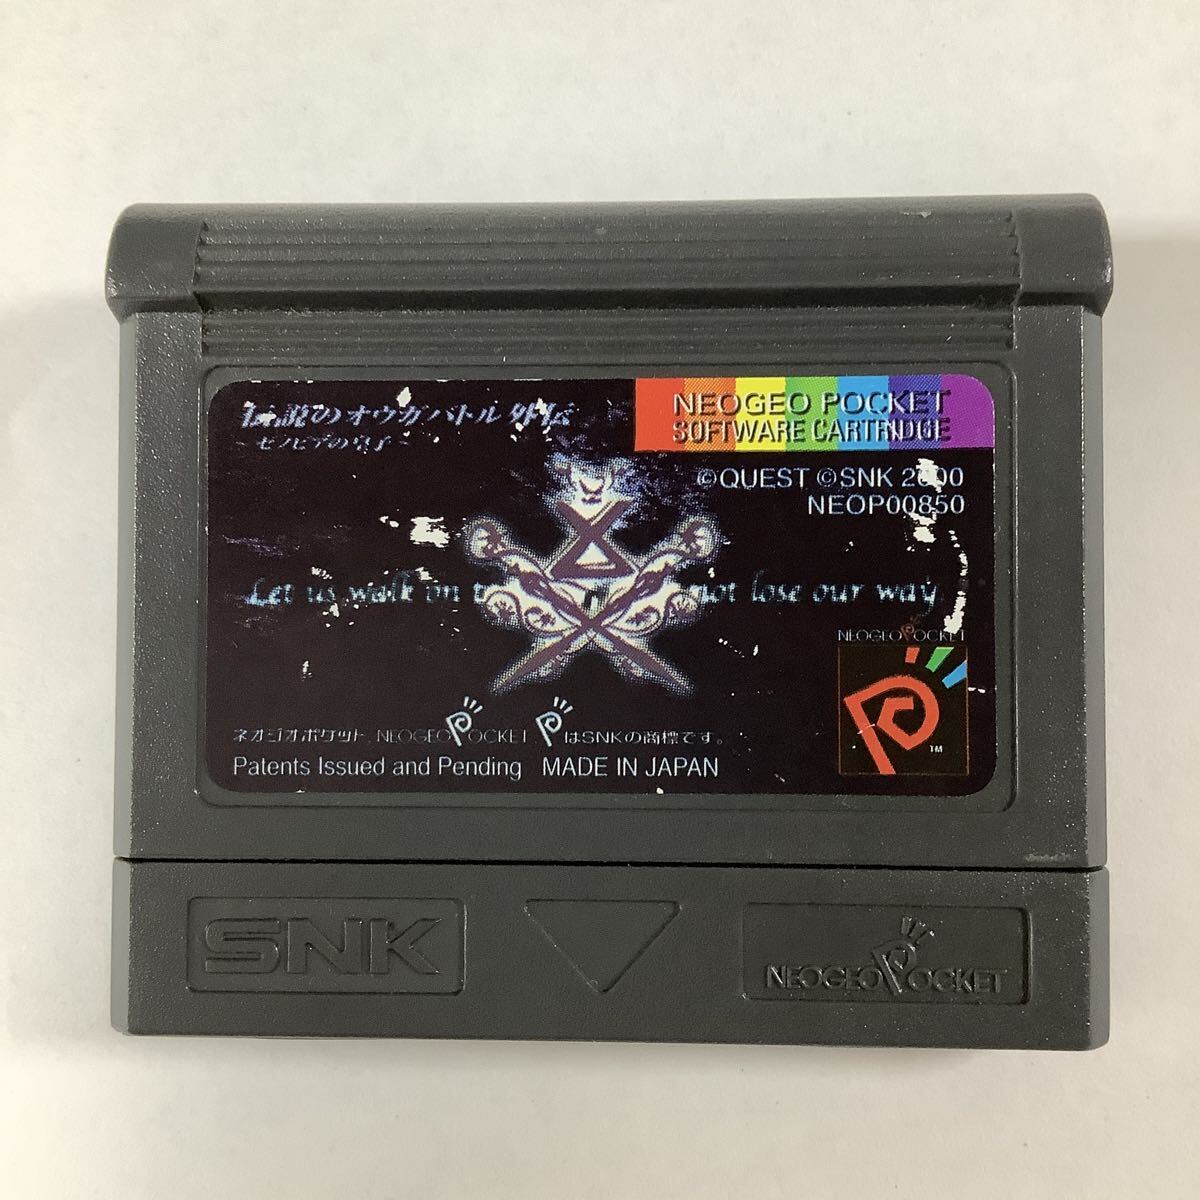 伝説のオウガバトル外伝
－ゼノビアの皇子－
NEOGEO POCKET
SOFTWARE CARTRIDGE
©QUEST ©SNK 2000
NEOP00850
Let us walk on not lose our way.
NEOGEO POCKET
TM
ネオジオポケット、NEOGEO POCKET PはSNKの商標です。
Patents Issued and Pending MADE IN JAPAN
SNK
NEOGEO POCKET